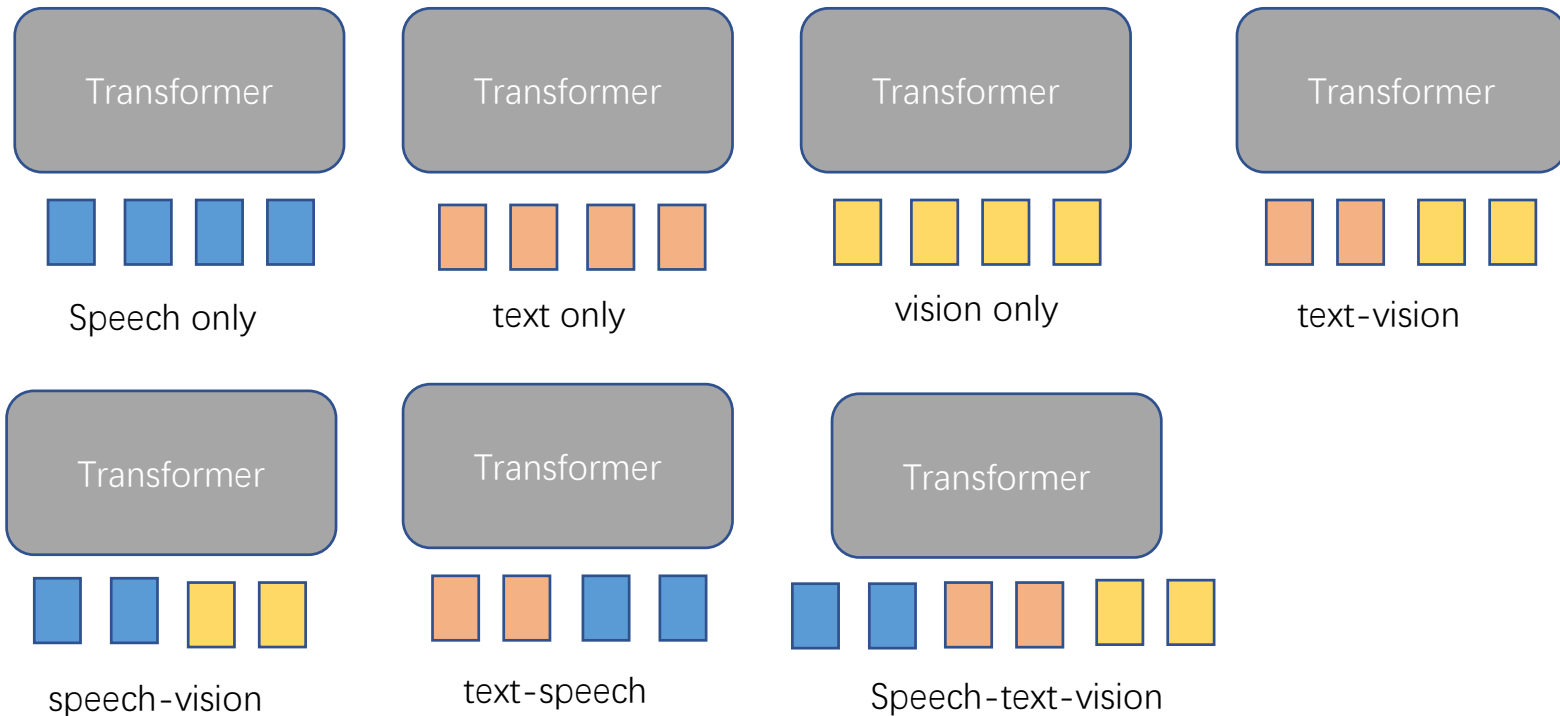 Transformer
Transformer
Transformer
Transformer
Speech only
text only
vision only
text-vision
Transformer
Transformer
Transformer
speech-vision
text-speech
Speech-text-vision